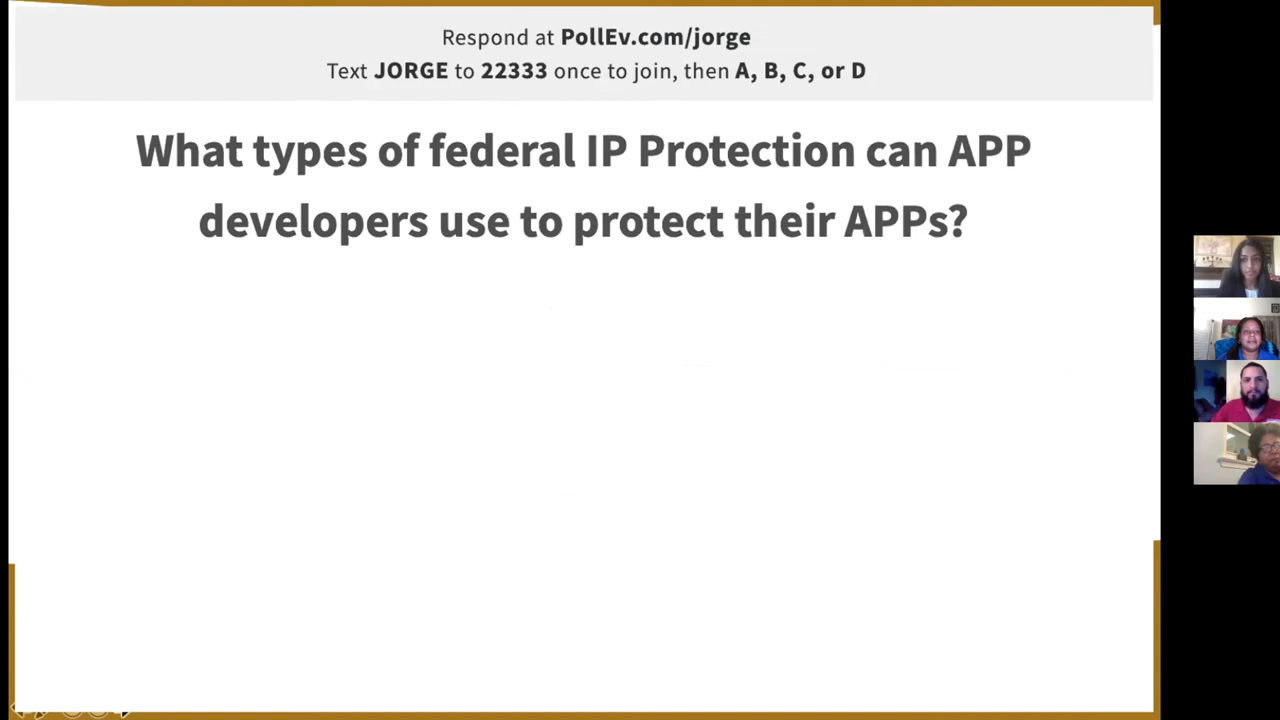 Respond at PollEv.com/jorge
Text JORGE to 22333 once to join, then A, B, C, or D
What types of federal IP Protection can APP
developers use to protect their APPs?